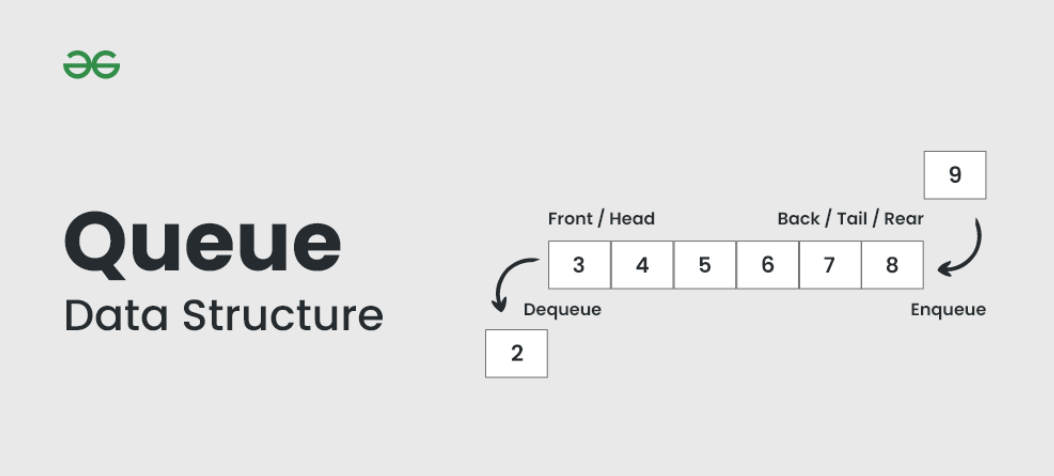 Queue
Data Structure
9
Front / Head
Back / Tail / Rear
3 4 5 6 7 8
Dequeue
Enqueue
2